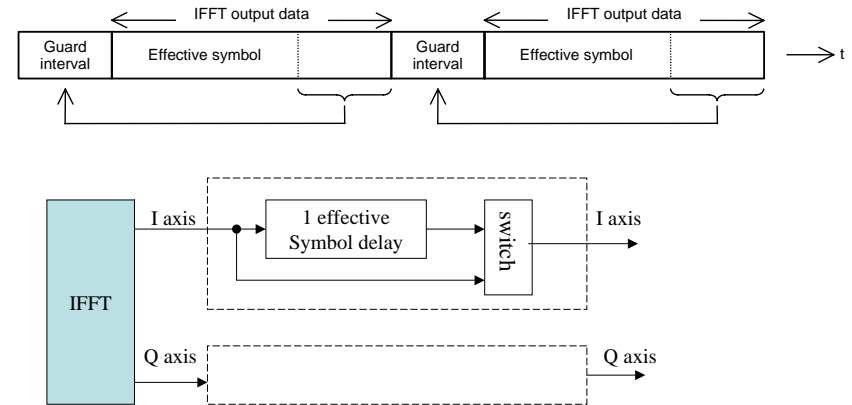 IFFT output data
IFFT output data
Guard
interval
Effective symbol
Guard
interval
Effective symbol
t
I axis
1 effective
Symbol delay
switch
I axis
IFFT
Q axis
Q axis